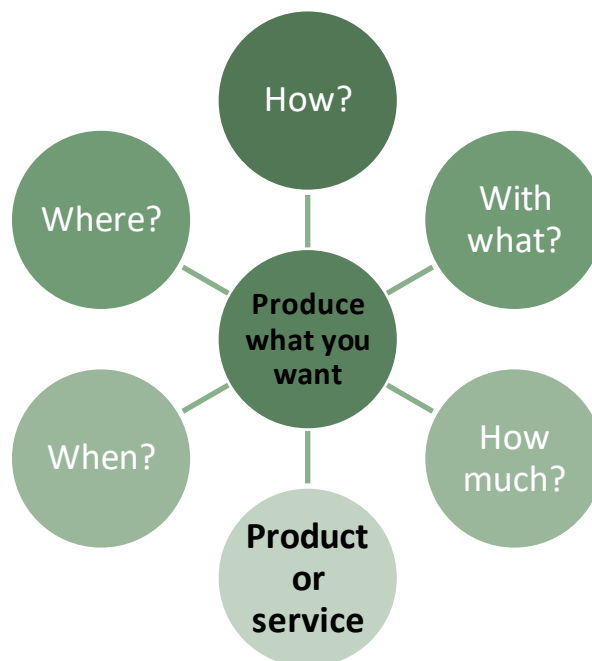 How?
Where?
With
what?
Produce
what you
want
When?
How
much?
Product
or
service